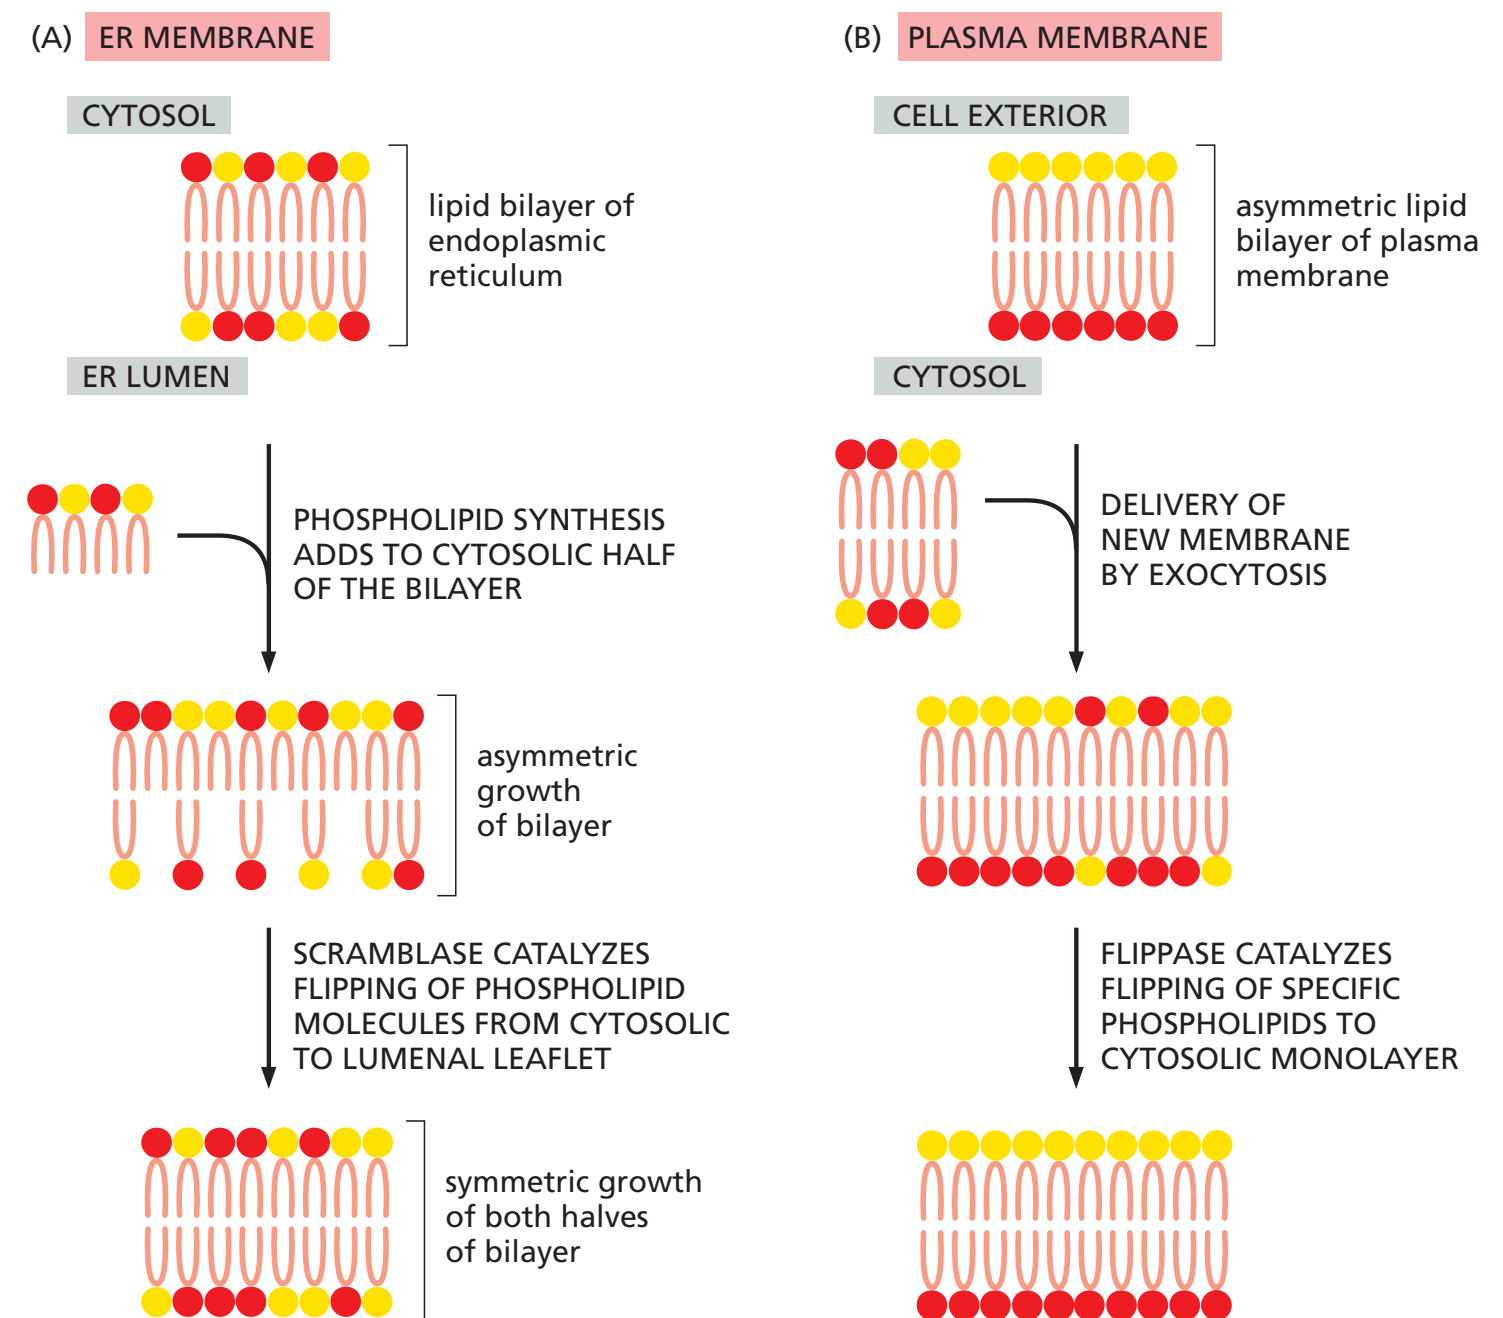 (A) ER MEMBRANE
CYTOSOL
lipid bilayer of
endoplasmic
reticulum
ER LUMEN
PHOSPHOLIPID SYNTHESIS
ADDS TO CYTOSOLIC HALF
OF THE BILAYER
asymmetric
growth
of bilayer
SCRAMBLASE CATALYZES
FLIPPING OF PHOSPHOLIPID
MOLECULES FROM CYTOSOLIC
TO LUMENAL LEAFLET
symmetric growth
of both halves
of bilayer
(B) PLASMA MEMBRANE
CELL EXTERIOR
asymmetric lipid
bilayer of plasma
membrane
CYTOSOL
DELIVERY OF
NEW MEMBRANE
BY EXOCYTOSIS
FLIPPASE CATALYZES
FLIPPING OF SPECIFIC
PHOSPHOLIPIDS TO
CYTOSOLIC MONOLAYER